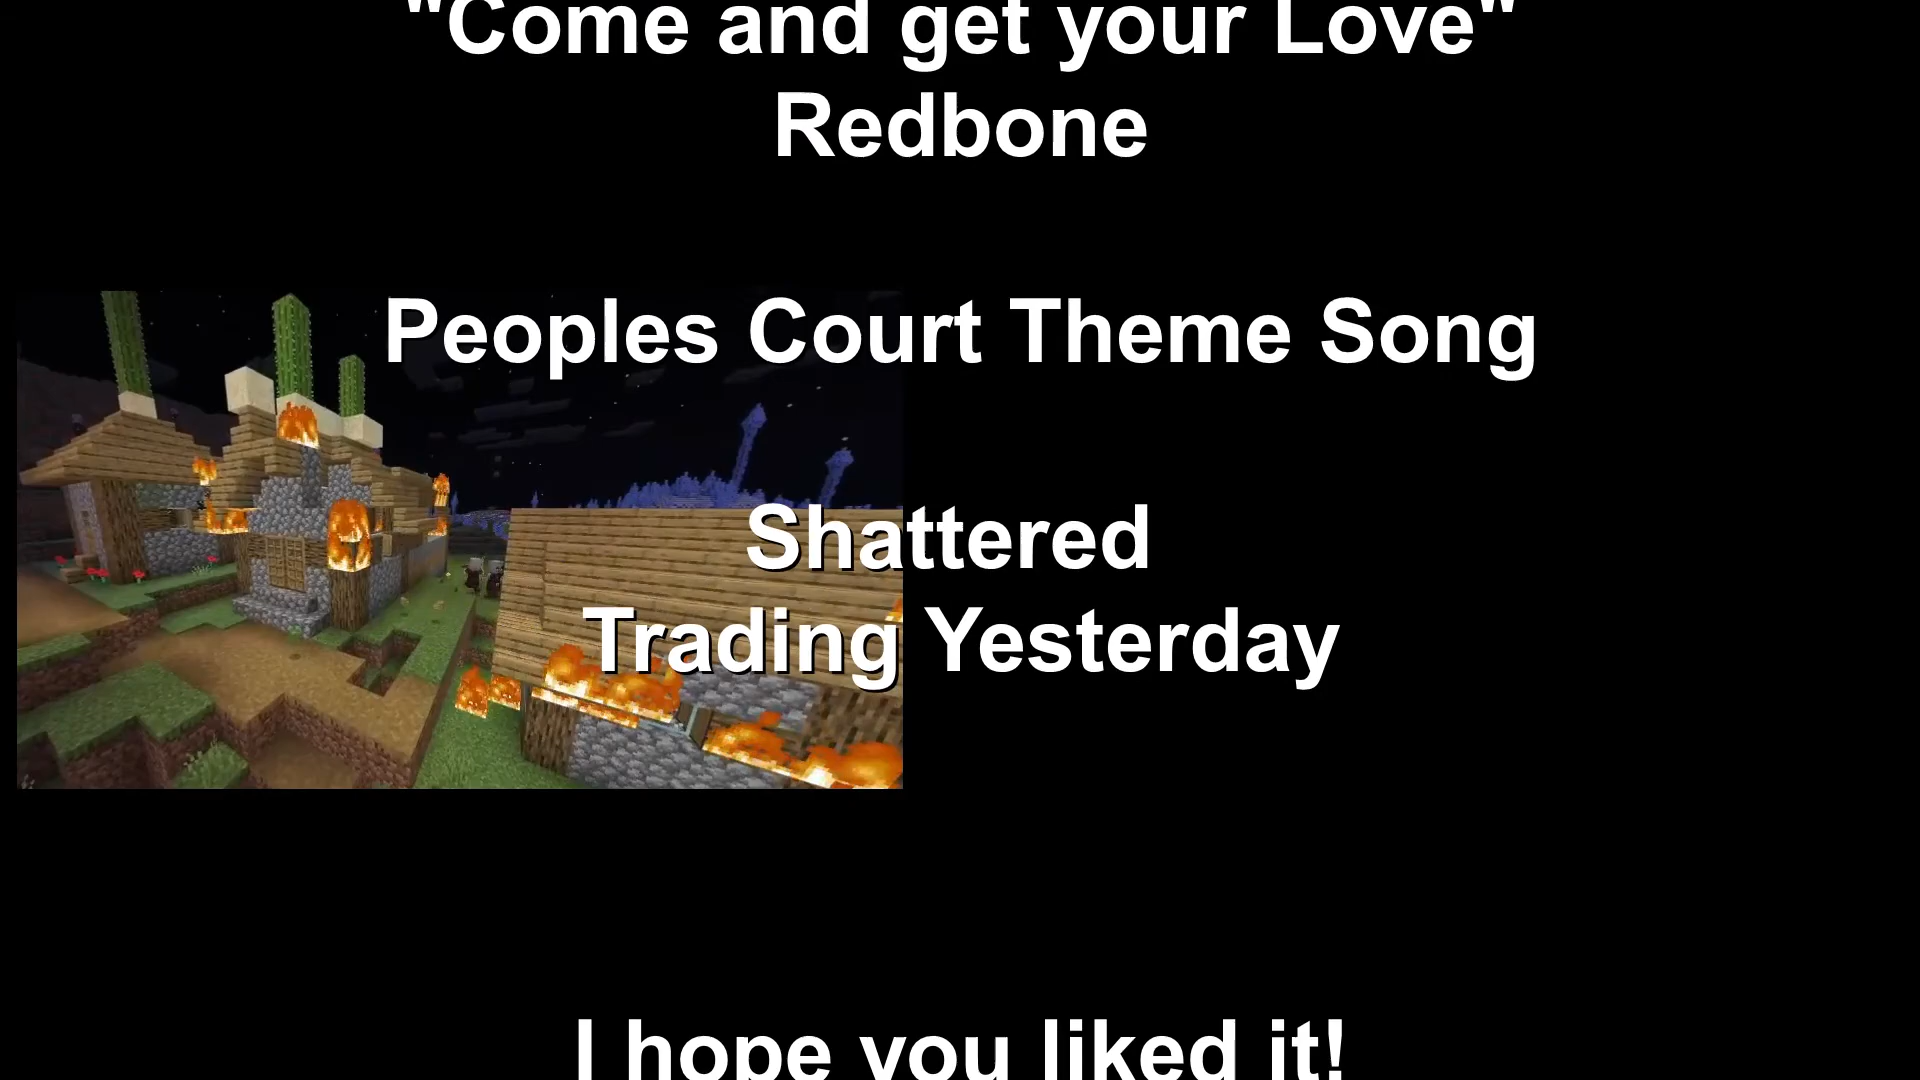 "Come and get your Love"
Redbone
Peoples Court Theme Song
Shattered
Trading Yesterday
I hope you liked it!